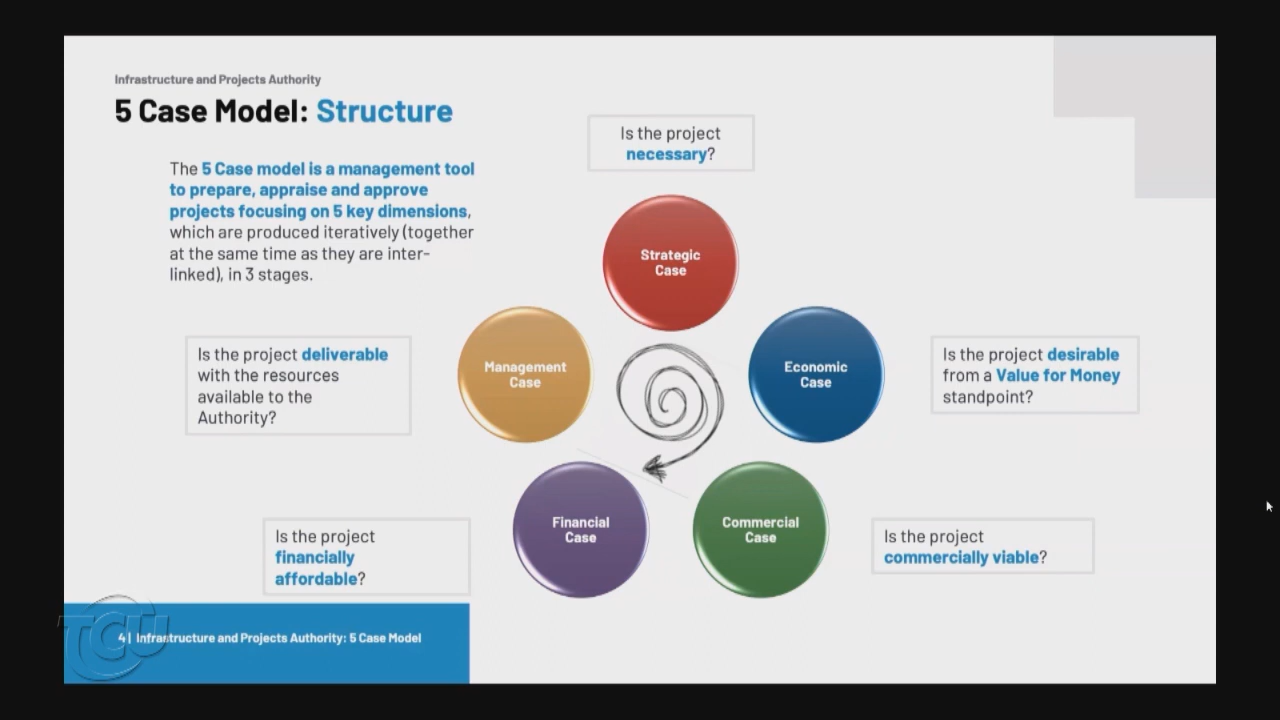 Infrastructure and Projects Authority
5 Case Model: Structure
The 5 Case model is a management tool
to prepare, appraise and approve
projects focusing on 5 key dimensions,
which are produced iteratively (together
at the same time as they are inter-
linked), in 3 stages.
Is the project
necessary?
Strategic
Case
Management
Case
Economic
Case
Is the project deliverable
with the resources
available to the
Authority?
Is the project desirable
from a Value for Money
standpoint?
Financial
Case
Commercial
Case
Is the project
financially
affordable?
Is the project
commercially viable?
TCU
4 | Infrastructure and Projects Authority: 5 Case Model